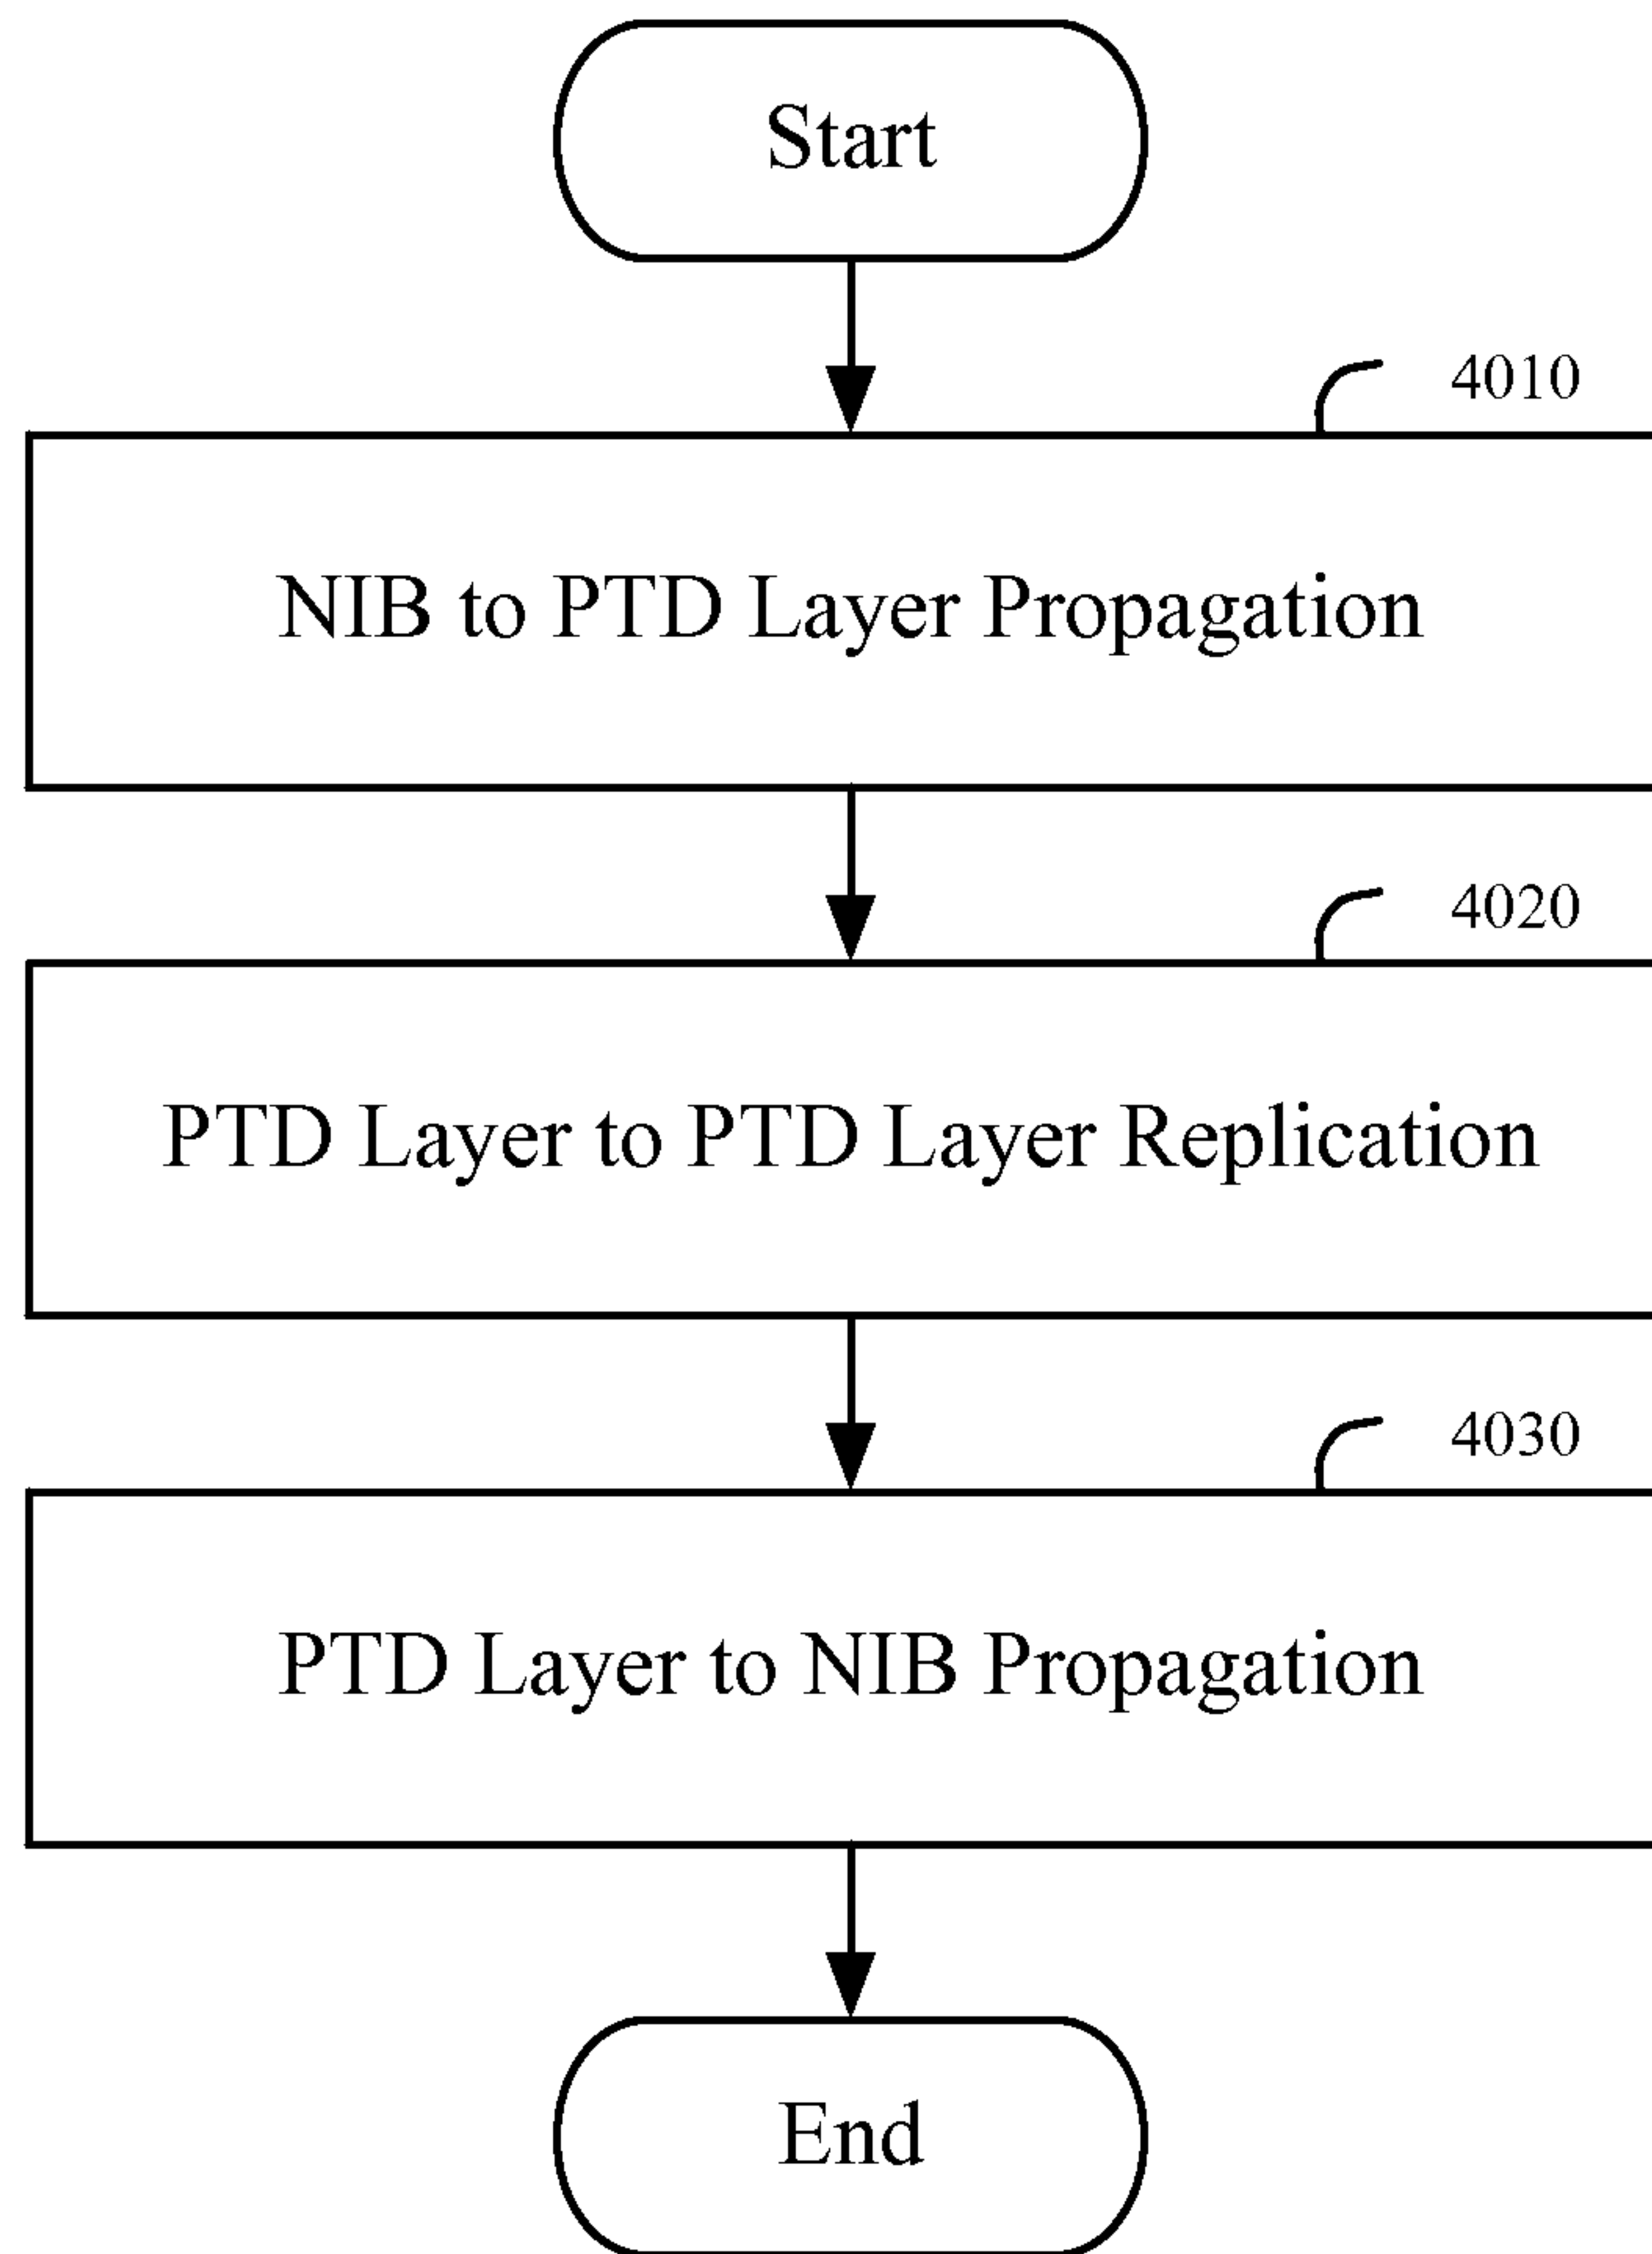 Start
4010
NIB to PTD Layer Propagation
4020
PTD Layer to PTD Layer Replication
4030
PTD Layer to NIB Propagation
End